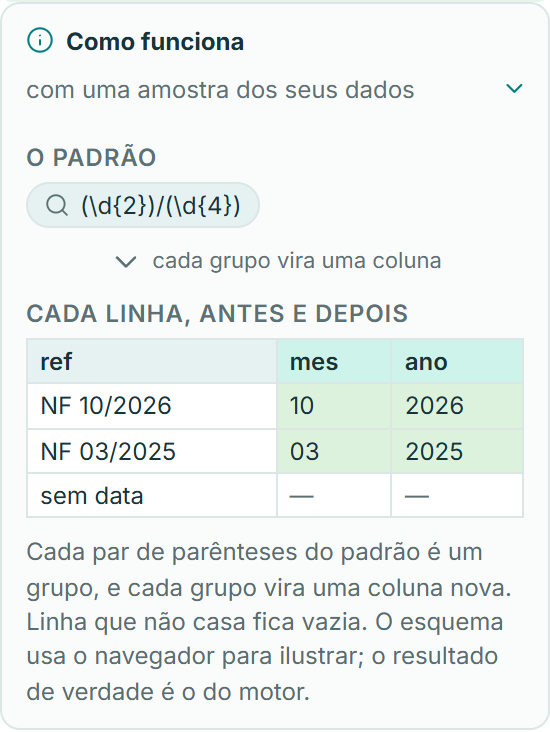 Como funciona
com uma amostra dos seus dados
O PADRÃO
(\d{2})/(\d{4})
cada grupo vira uma coluna
CADA LINHA, ANTES E DEPOIS
ref mes ano
NF 10/2026 10 2026
NF 03/2025 03 2025
sem data — —
Cada par de parênteses do padrão é um
grupo, e cada grupo vira uma coluna nova.
Linha que não casa fica vazia. O esquema
usa o navegador para ilustrar; o resultado
de verdade é o do motor.